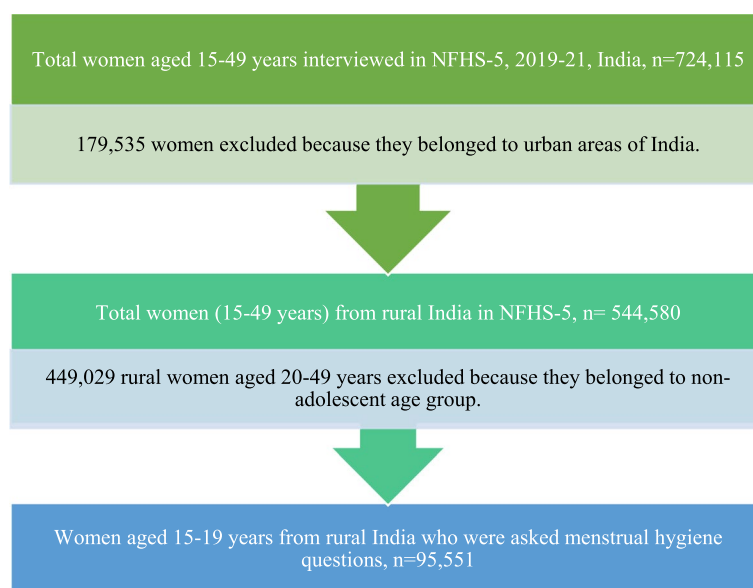 Total women aged 15-49 years interviewed in NFHS-5, 2019-21, India, n=724,115
179,535 women excluded because they belonged to urban areas of India.
Total women (15-49 years) from rural India in NFHS-5, n= 544,580
449,029 rural women aged 20-49 years excluded because they belonged to non-
adolescent age group.
Women aged 15-19 years from rural India who were asked menstrual hygiene
questions, n=95,551